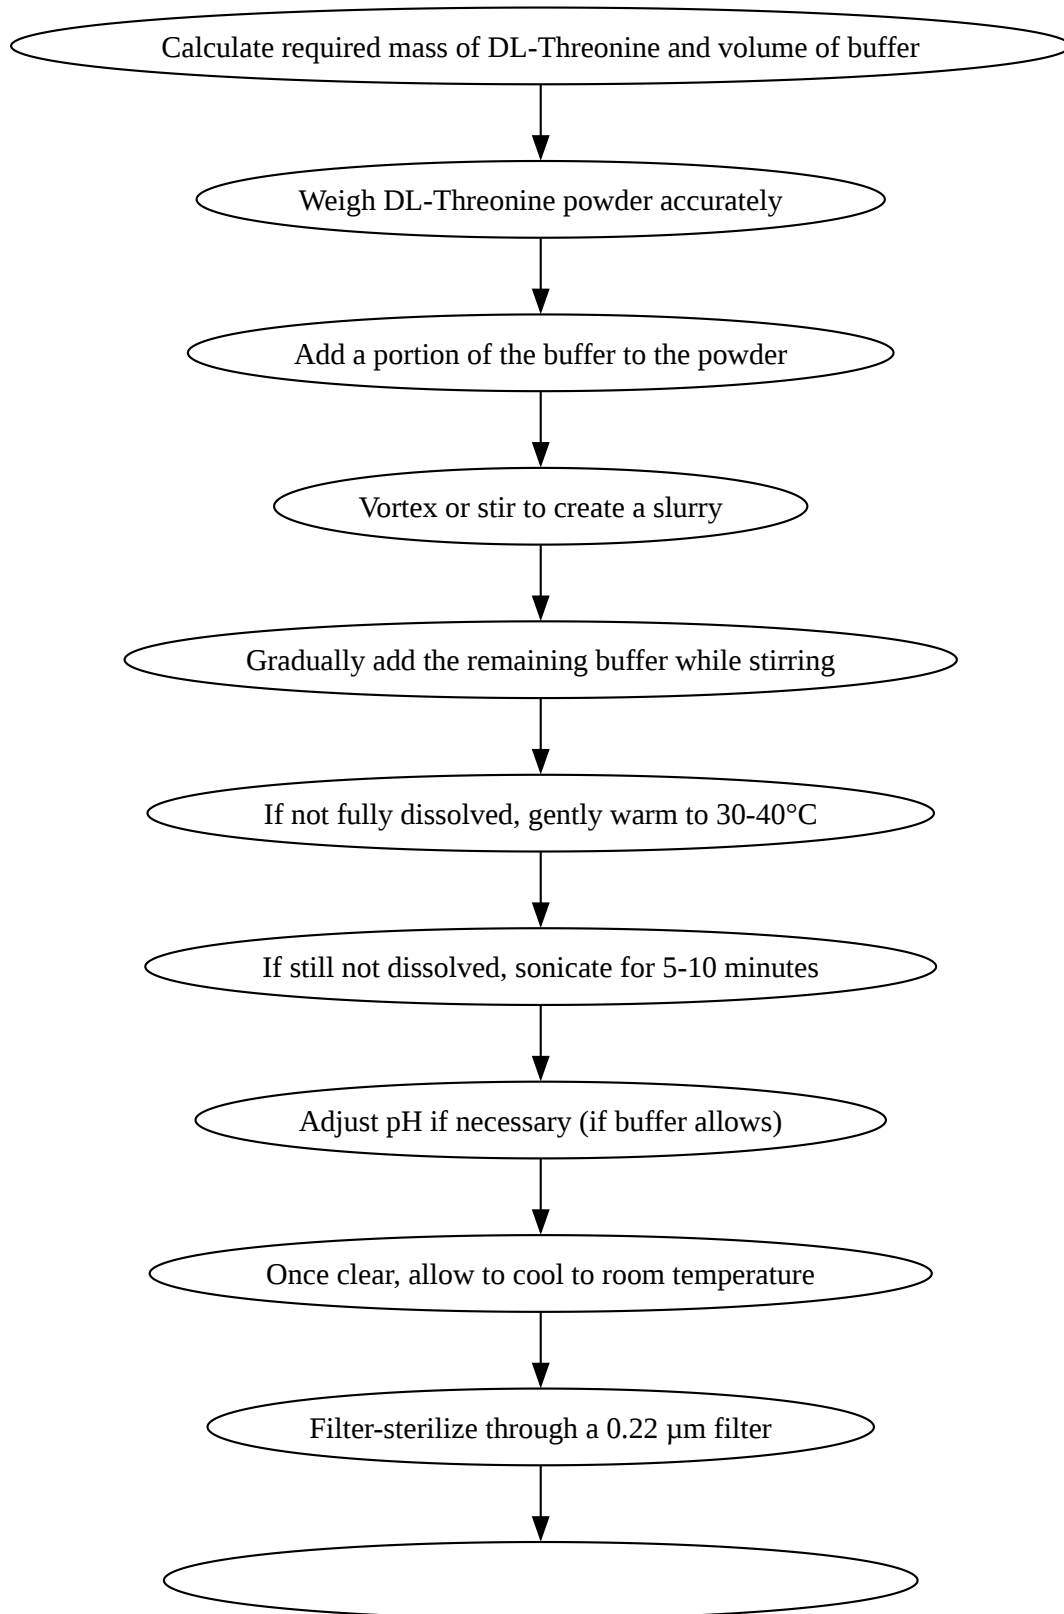 Calculate required mass of DL-Threonine and volume of buffer
Weigh DL-Threonine powder accurately
Add a portion of the buffer to the powder
Vortex or stir to create a slurry
Gradually add the remaining buffer while stirring
If not fully dissolved, gently warm to 30-40°C
If still not dissolved, sonicate for 5-10 minutes
Adjust pH if necessary (if buffer allows)
Once clear, allow to cool to room temperature
Filter-sterilize through a 0.22 µm filter